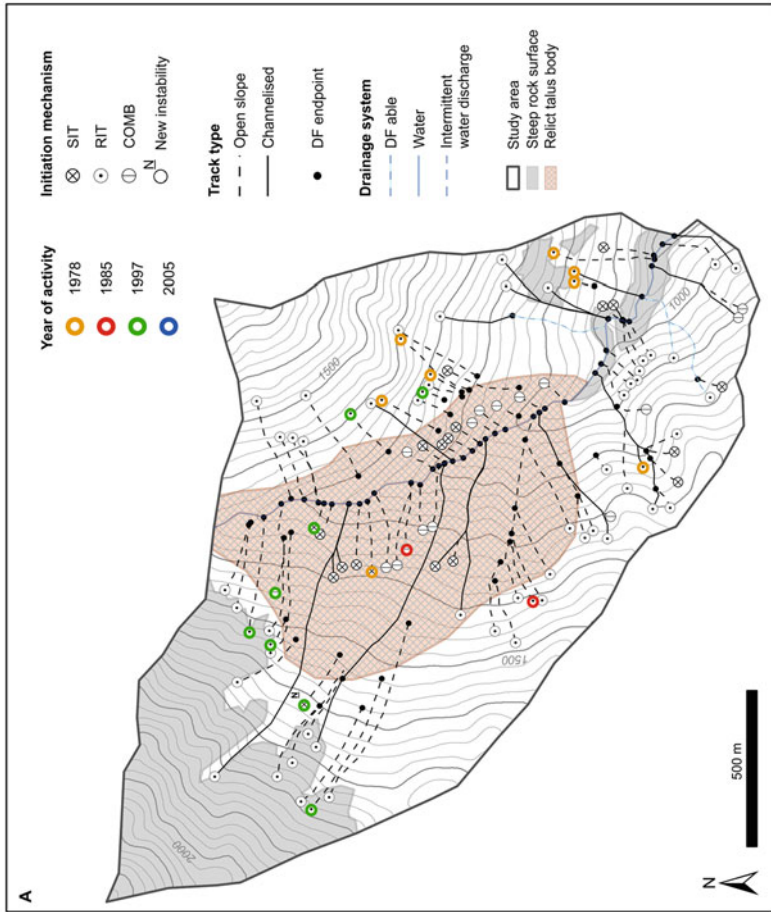 A
Year of activity
1978
1985
1997
2005
Initiation mechanism
SIT
RIT
COMB
N
New instability
Track type
Open slope
Channelised
DF endpoint
Drainage system
DF able
Water
Intermittent
water discharge
Study area
Steep rock surface
Relict talus body
2000
1500
1500
1000
N
N
500 m